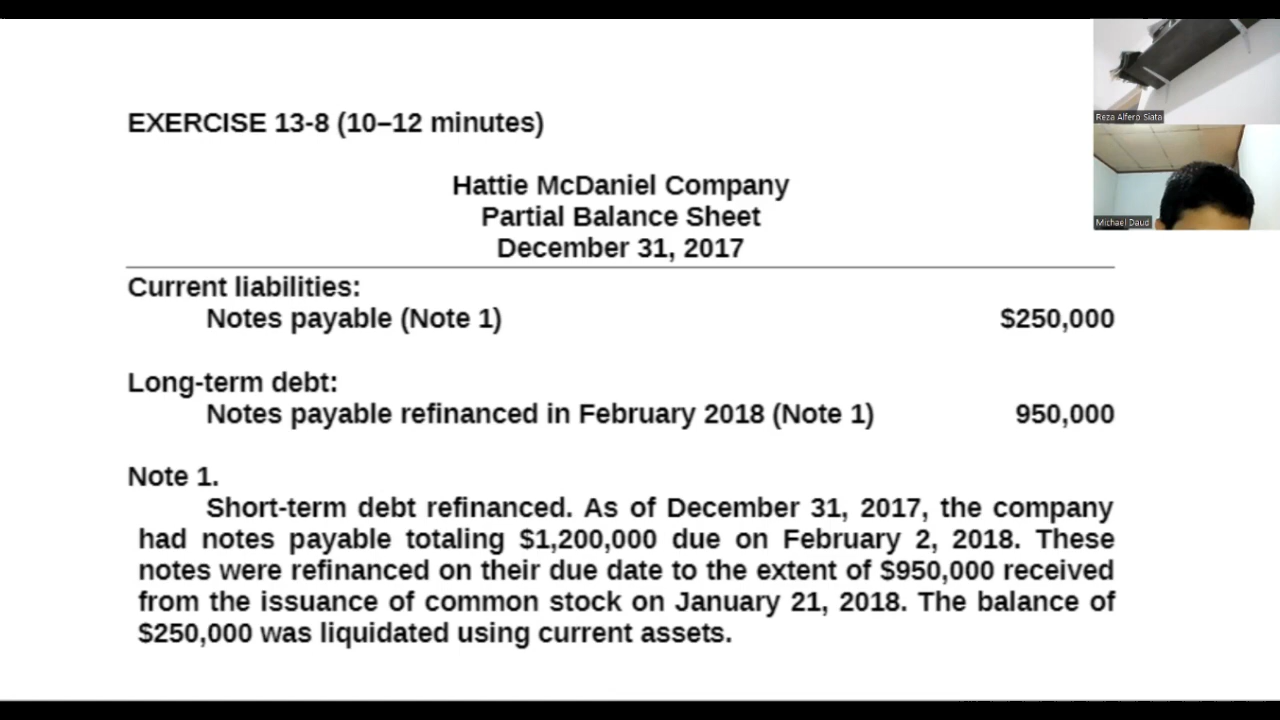 EXERCISE 13-8 (10–12 minutes)
Hattie McDaniel Company
Partial Balance Sheet
December 31, 2017
Current liabilities:
Notes payable (Note 1) $250,000
Long-term debt:
Notes payable refinanced in February 2018 (Note 1) 950,000
Note 1.
Short-term debt refinanced. As of December 31, 2017, the company
had notes payable totaling $1,200,000 due on February 2, 2018. These
notes were refinanced on their due date to the extent of $950,000 received
from the issuance of common stock on January 21, 2018. The balance of
$250,000 was liquidated using current assets.
Reza Alfero Siata
Michael Daud